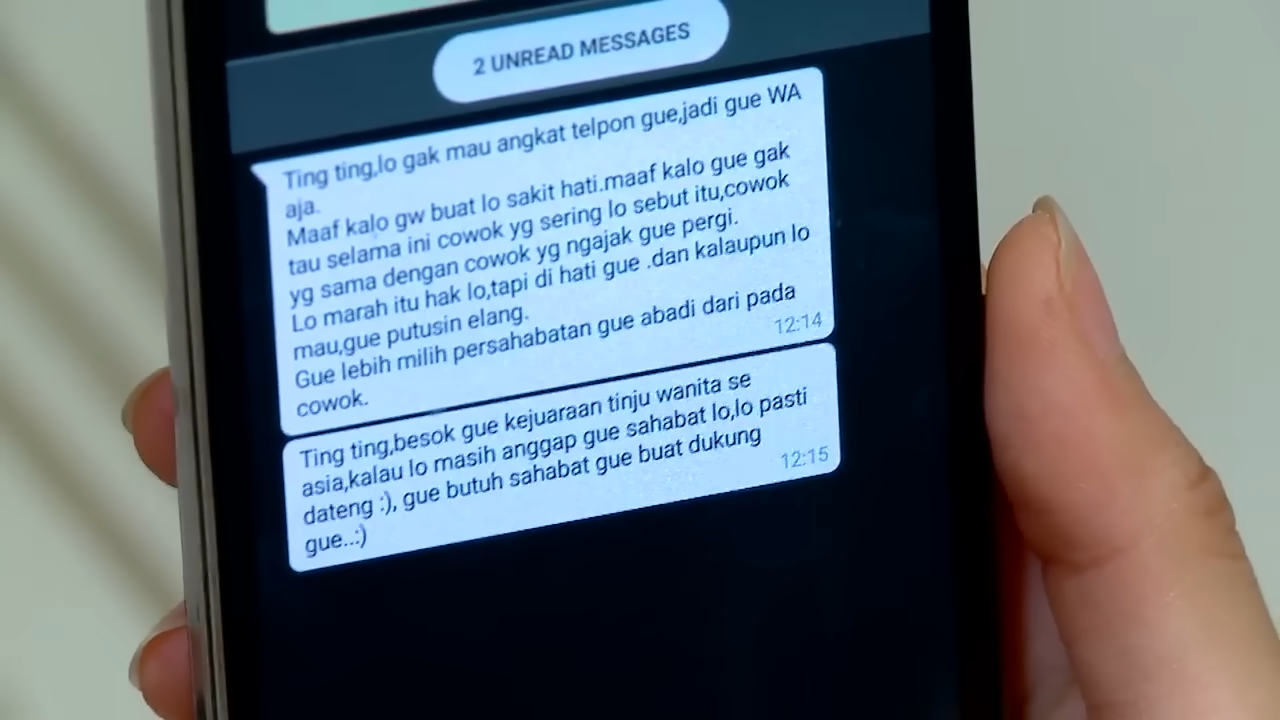 2 UNREAD MESSAGES
Ting ting,lo gak mau angkat telpon gue,jadi gue WA
aja.
Maaf kalo gw buat lo sakit hati.maaf kalo gue gak
tau selama ini cowok yg sering lo sebut itu,cowok
yg sama dengan cowok yg ngajak gue pergi.
Lo marah itu hak lo,tapi di hati gue .dan kalaupun lo
mau,gue putusin elang.
Gue lebih milih persahabatan gue abadi dari pada
cowok.
12:14
Ting ting,besok gue kejuaraan tinju wanita se
asia,kalau lo masih anggap gue sahabat lo,lo pasti
dateng :), gue butuh sahabat gue buat dukung
gue..:)
12:15